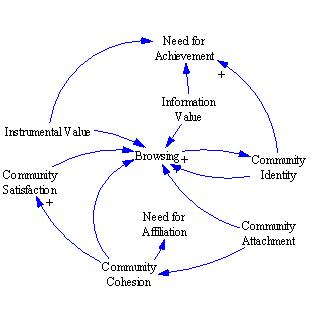 Need for
Achievement
+
Information
Value
Instrumental Value
Browsing
+
Community
Satisfaction
+
+
Community
Identity
Need for
Affiliation
Community
Attachment
Community
Cohesion